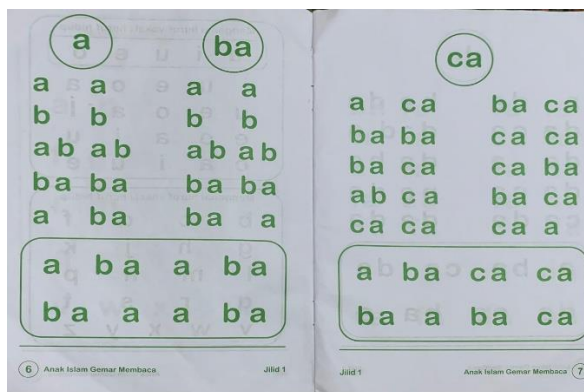 a ba
a a a a
b b b b
ab ab ab ab
ba ba ba ba
a ba ba a
a ba a ba
ba a a ba
6 Anak Islam Gemar Membaca Jilid 1
ca
a ca ba ca
ba ba ca ca
ba ca ca ba
ab ca ba ca
ca ca ca a
a ba ca ca
ba a ba ca
Jilid 1 Anak Islam Gemar Membaca 7